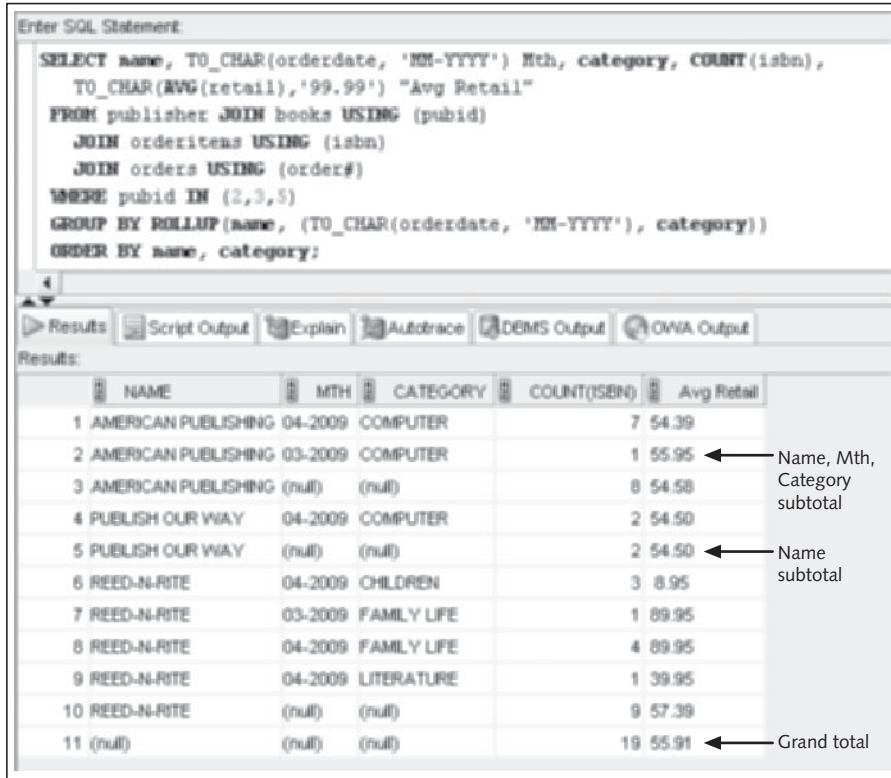 Enter SQL Statement:
SELECT name, TO_CHAR(orderdate, 'MM-YYYY') Mth, category, COUNT(isbn),
TO_CHAR(AVG(retail),'99.99') "Avg Retail"
FROM publisher JOIN books USING (pubid)
JOIN orderitems USING (isbn)
JOIN orders USING (order#)
WHERE pubid IN (2,3,5)
GROUP BY ROLLUP(name, (TO_CHAR(orderdate, 'MM-YYYY'), category))
ORDER BY name, category;
Results Script Output Explain Autotrace DBMS Output OWA Output
Results:
NAME MTH CATEGORY COUNT(ISBN) Avg Retail
1 AMERICAN PUBLISHING 04-2009 COMPUTER 7 54.39
2 AMERICAN PUBLISHING 03-2009 COMPUTER 1 55.95
Name, Mth,
Category
subtotal
3 AMERICAN PUBLISHING (null) (null) 8 54.58
4 PUBLISH OUR WAY 04-2009 COMPUTER 2 54.50
5 PUBLISH OUR WAY (null) (null) 2 54.50
Name
subtotal
6 REED-N-RITE 04-2009 CHILDREN 3 8.95
7 REED-N-RITE 03-2009 FAMILY LIFE 1 89.95
8 REED-N-RITE 04-2009 FAMILY LIFE 4 89.95
9 REED-N-RITE 04-2009 LITERATURE 1 39.95
10 REED-N-RITE (null) (null) 9 57.39
11 (null) (null) (null) 19 55.91
Grand total